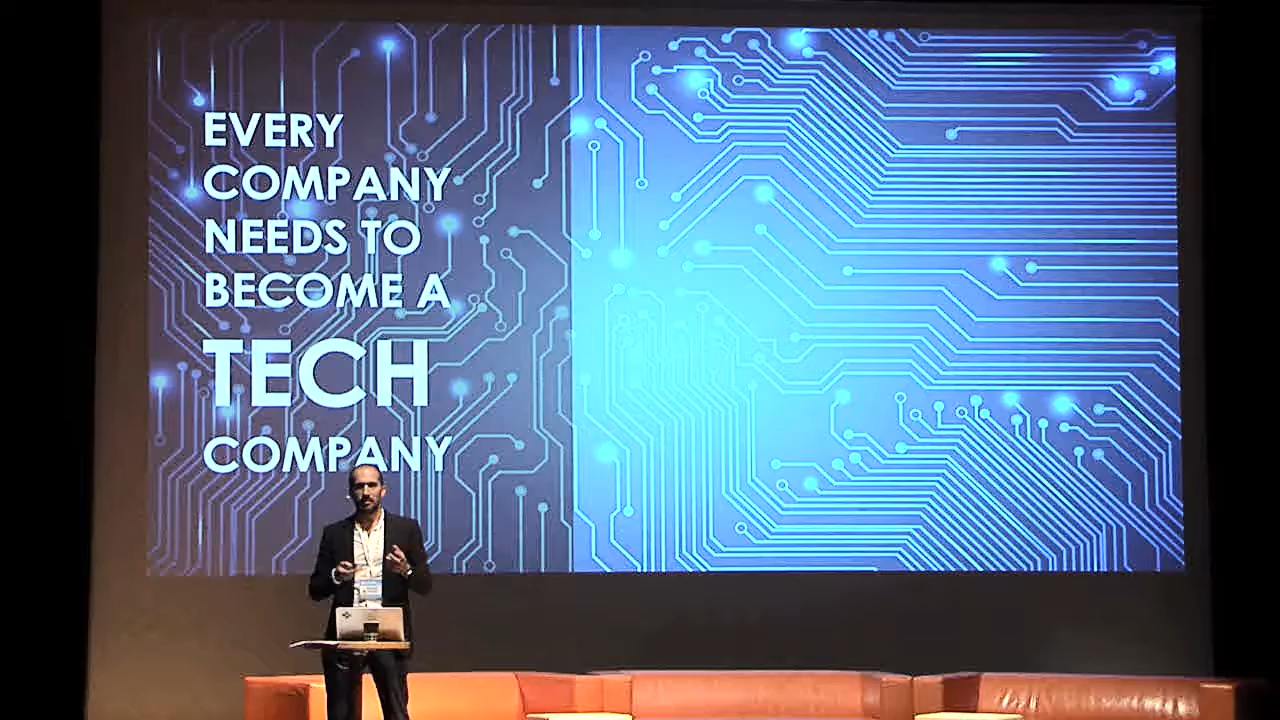 EVERY
COMPANY
NEEDS TO
BECOME A
TECH
COMPANY